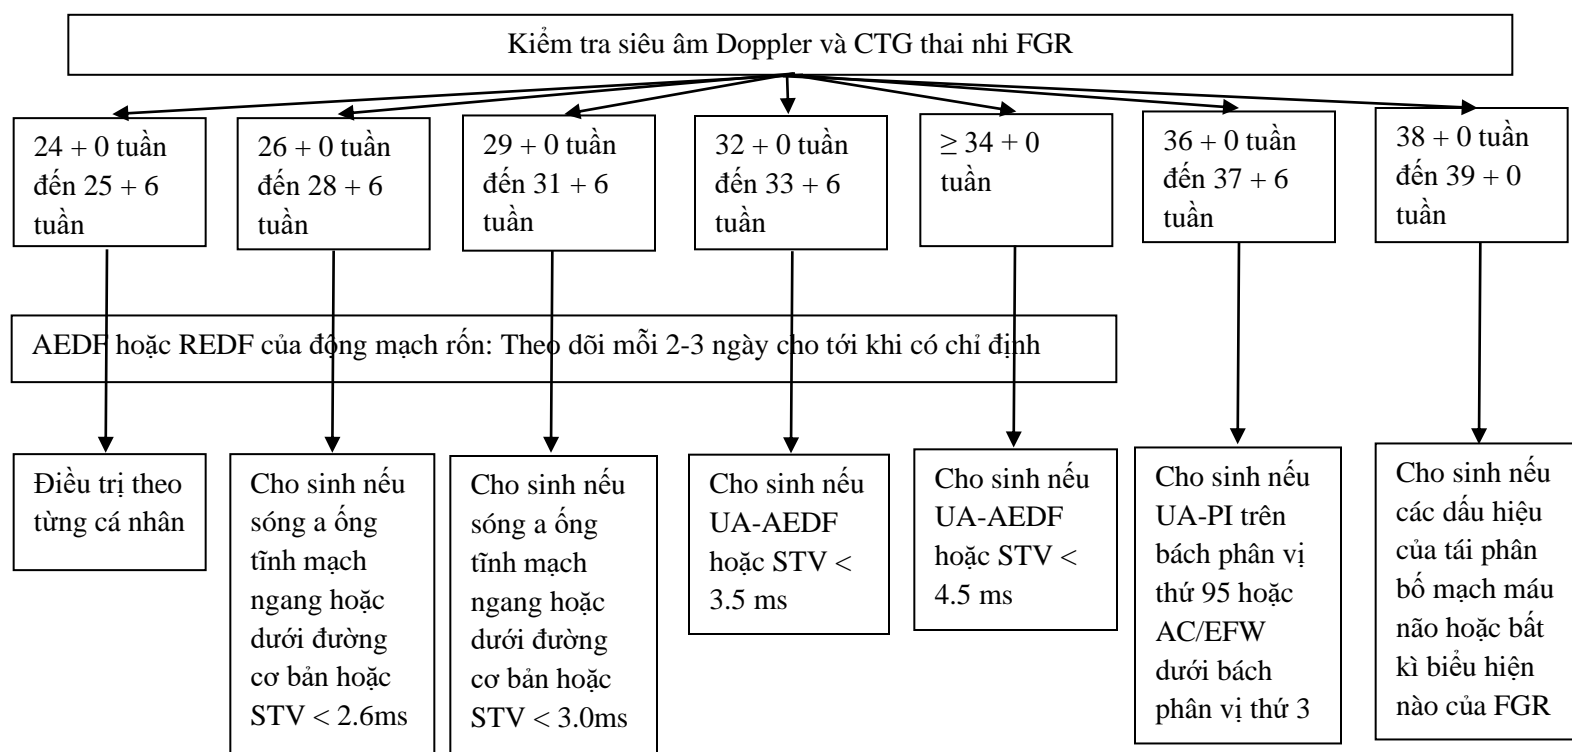 Kiểm tra siêu âm Doppler và CTG thai nhi FGR
24 + 0 tuần
đến 25 + 6
tuần
26 + 0 tuần
đến 28 + 6
tuần
29 + 0 tuần
đến 31 + 6
tuần
32 + 0 tuần
đến 33 + 6
tuần
≥ 34 + 0
tuần
36 + 0 tuần
đến 37 + 6
tuần
38 + 0 tuần
đến 39 + 0
tuần
AEDF hoặc REDF của động mạch rốn: Theo dõi mỗi 2-3 ngày cho tới khi có chỉ định
Điều trị theo
từng cá nhân
Cho sinh nếu
sóng a ống
tĩnh mạch
ngang hoặc
dưới đường
cơ bản hoặc
STV < 2.6ms
Cho sinh nếu
sóng a ống
tĩnh mạch
ngang hoặc
dưới đường
cơ bản hoặc
STV < 3.0ms
Cho sinh nếu
UA-AEDF
hoặc STV <
3.5 ms
Cho sinh nếu
UA-AEDF
hoặc STV <
4.5 ms
Cho sinh nếu
UA-PI trên
bách phân vị
thứ 95 hoặc
AC/EFW
dưới bách
phân vị thứ 3
Cho sinh nếu
các dấu hiệu
của tái phân
bố mạch máu
não hoặc bất
kì biểu hiện
nào của FGR